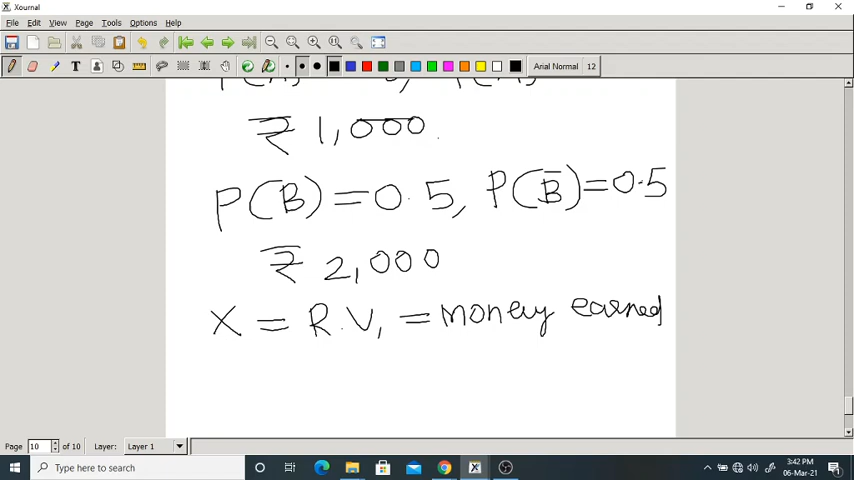 Xournal
File Edit View Page Tools Options Help
Arial Normal 12
₹ 1,000.
P(B) = 0.5, P(B̅) = 0.5
₹ 2,000
X = R.V, = money earned
Page 10 of 10 Layer: Layer 1
Type here to search
3:42 PM
06-Mar-21